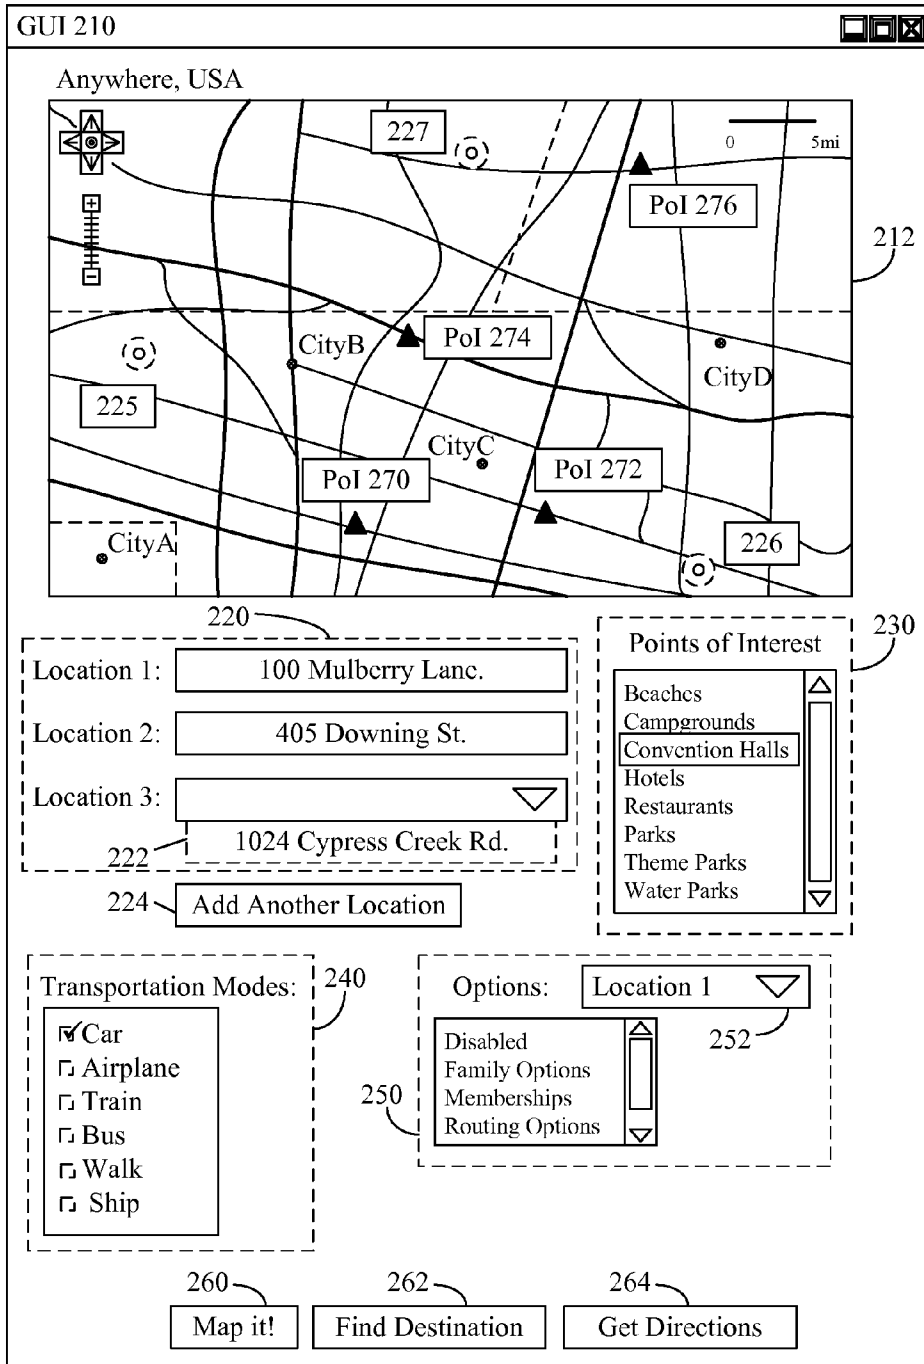 GUI 210
Anywhere, USA
227
0 5mi
PoI 276
212
PoI 274
CityB
CityD
225
CityC
PoI 270
PoI 272
CityA
226
220
Location 1: 100 Mulberry Lane.
Location 2: 405 Downing St.
Location 3:
222
1024 Cypress Creek Rd.
224
Add Another Location
230
Points of Interest
Beaches
Campgrounds
Convention Halls
Hotels
Restaurants
Parks
Theme Parks
Water Parks
240
Transportation Modes:
Car
Airplane
Train
Bus
Walk
Ship
Options: Location 1
252
250
Disabled
Family Options
Memberships
Routing Options
260
Map it!
262
Find Destination
264
Get Directions